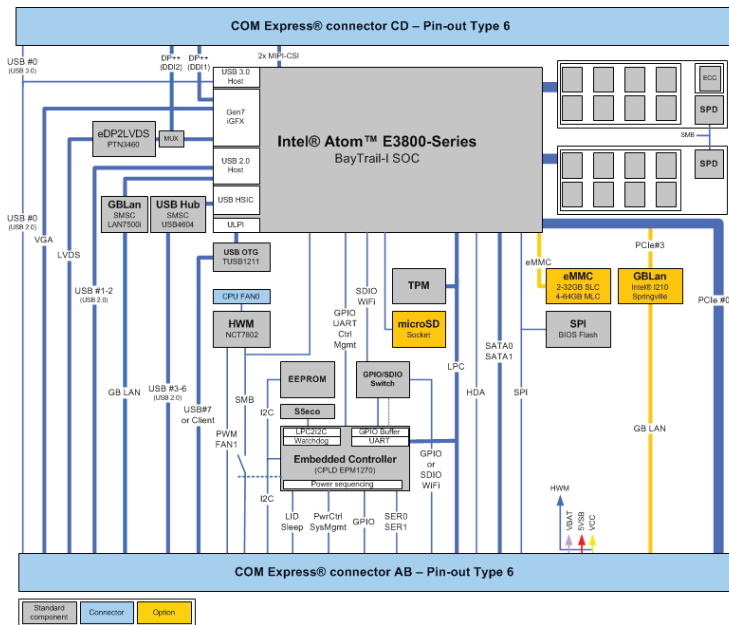 COM Express® connector CD – Pin-out Type 6
USB #0
(USB 3.0)
DP++
(DDI2)
DP++
(DDI1)
2x MIPI-CSI
USB 3.0
Host
Gen7
iGFX
USB 2.0
Host
USB HSIC
ULPI
Intel® Atom™ E3800-Series
BayTrail-I SOC
ECC
SPD
SMB
SPD
eDP2LVDS
PTN3460
MUX
GBLan
SMSC
LAN7500i
USB Hub
SMSC
USB4604
USB #0
(USB 2.0)
VGA
LVDS
USB #1-2
(USB 2.0)
USB OTG
TUSB1211
CPU FAN0
HWM
NCT7802
GPIO
UART
Ctrl
Mgmt
SDIO
WiFi
TPM
microSD
Socket
eMMC
eMMC
2-32GB SLC
4-64GB MLC
PCIe#3
GBLan
Intel® I210
Springville
PCIe #0
SPI
BIOS Flash
SATA0
SATA1
LPC
HDA
SPI
GB LAN
USB #3-6
(USB 2.0)
USB#7
or Client
SMB
I2C
PWM
FAN1
EEPROM
S5eco
GPIO/SDIO
Switch
LPC2I2C
Watchdog
GPIO Buffer
UART
Embedded Controller
(CPLD EPM1270)
Power sequencing
I2C
GPIO
or
SDIO
WiFi
GB LAN
LID
Sleep
PwrCtrl
SysMgmt
GPIO
SER0
SER1
HWM
VBAT
5VSB
VCC
COM Express® connector AB – Pin-out Type 6
Standard
component
Connector
Option